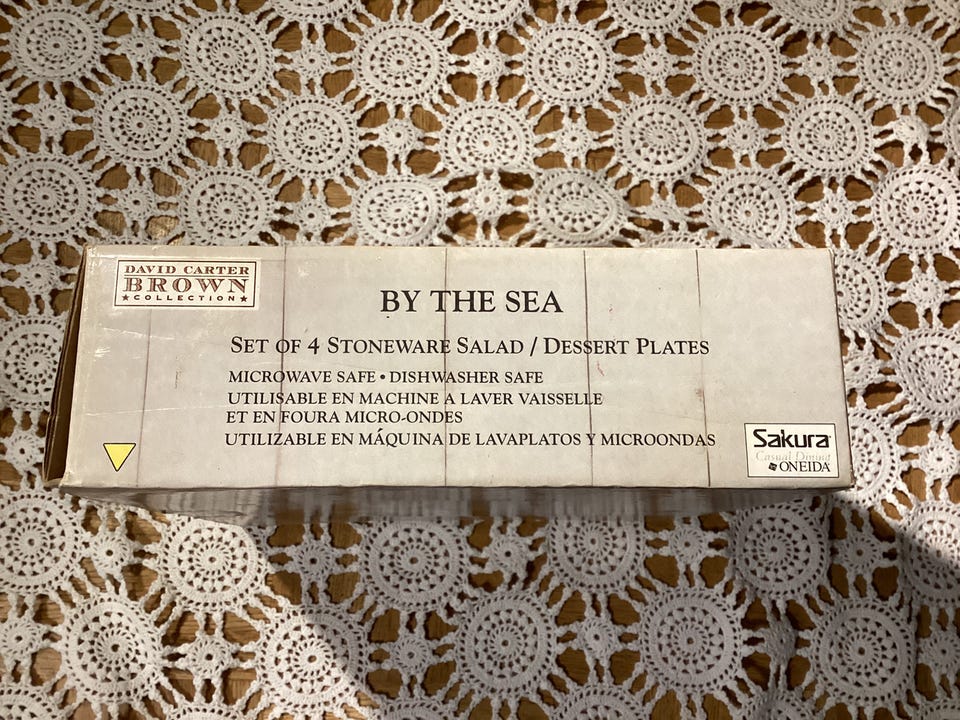 DAVID CARTER
BROWN
★COLLECTION★
BY THE SEA
SET OF 4 STONEWARE SALAD / DESSERT PLATES
MICROWAVE SAFE • DISHWASHER SAFE
UTILISABLE EN MACHINE A LAVER VAISSELLE
ET EN FOURA MICRO-ONDES
UTILIZABLE EN MÁQUINA DE LAVAPLATOS Y MICROONDAS
Sakura
Casual Dining
ONEIDA